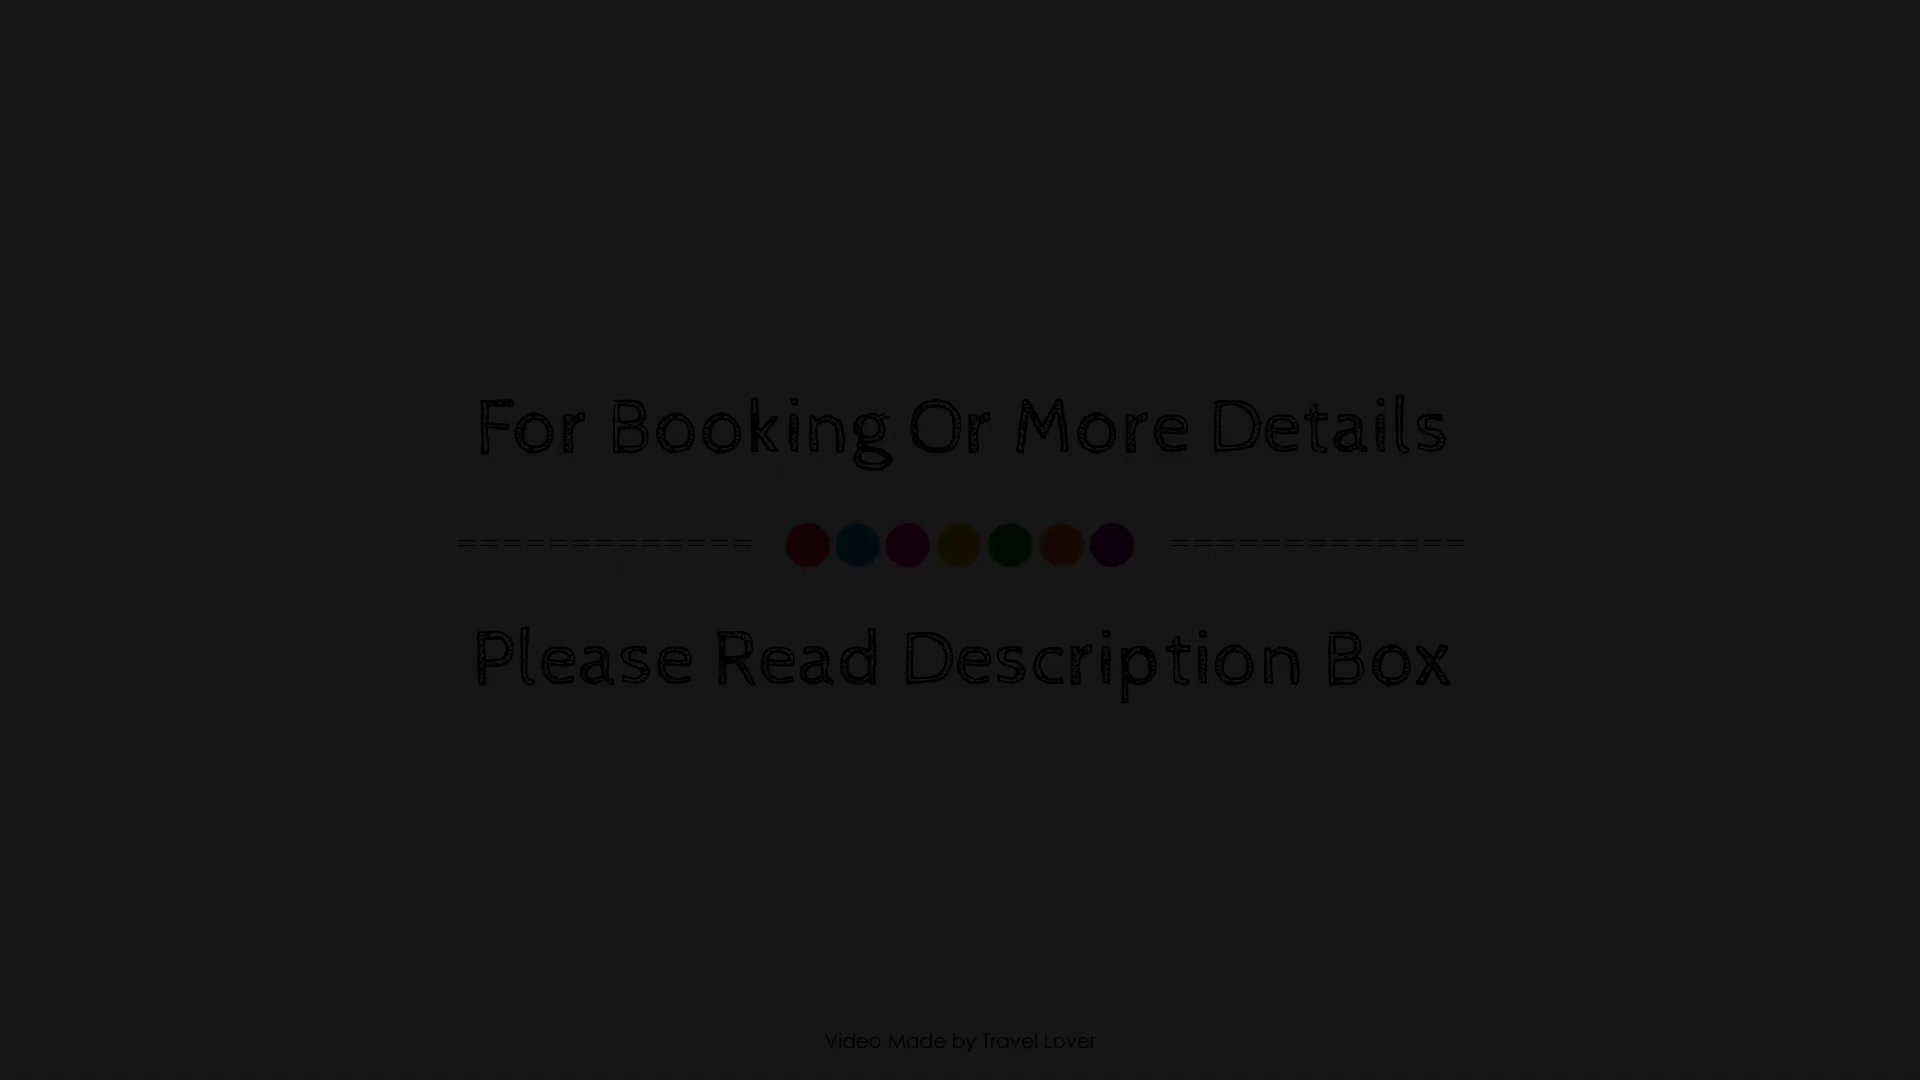 For Booking Or More Details
============= =============
Please Read Description Box
Video Made by Travel Lover